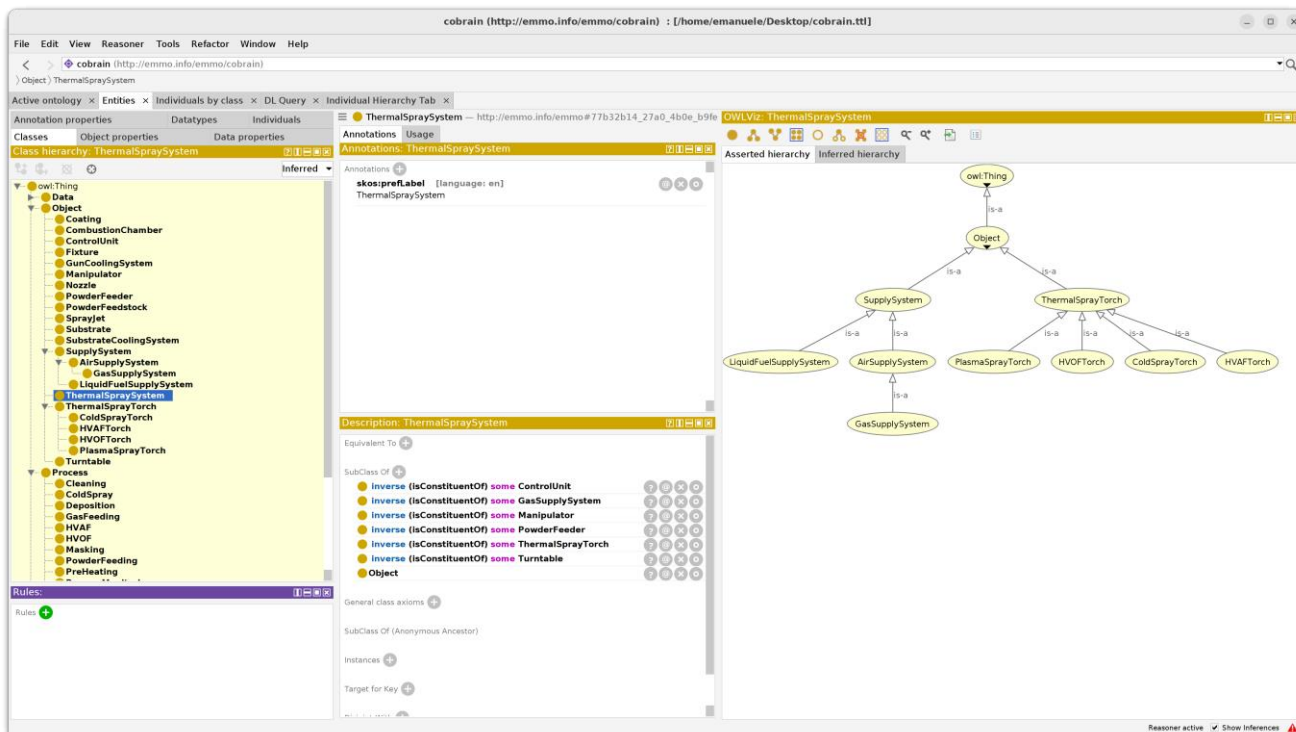 cobrain (http://emmo.info/emmo/cobrain) : [/home/emanuele/Desktop/cobrain.ttl]
File Edit View Reasoner Tools Refactor Window Help
cobrain (http://emmo.info/emmo/cobrain)
Object ThermalSpraySystem
Active ontology × Entities × Individuals by class × DL Query × Individual Hierarchy Tab ×
Annotation properties Datatypes Individuals
Classes Object properties Data properties
Class hierarchy: ThermalSpraySystem
Inferred
owl:Thing
Data
Object
Coating
CombustionChamber
ControlUnit
Fixture
GunCoolingSystem
Manipulator
Nozzle
PowderFeeder
PowderFeedstock
SprayJet
Substrate
SubstrateCoolingSystem
SupplySystem
AirSupplySystem
GasSupplySystem
LiquidFuelSupplySystem
ThermalSpraySystem
ThermalSprayTorch
ColdSprayTorch
HVAFTorch
HVOFTorch
PlasmaSprayTorch
Turntable
Process
Cleaning
ColdSpray
Deposition
GasFeeding
HVAF
HVOF
Masking
PowderFeeding
PreHeating
Rules:
Rules
ThermalSpraySystem — http://emmo.info/emmo#77b32b14_27a0_4b0e_b9fe
Annotations Usage
Annotations: ThermalSpraySystem
Annotations
skos:prefLabel [language: en]
ThermalSpraySystem
Description: ThermalSpraySystem
Equivalent To
SubClass Of
inverse (isConstituentOf) some ControlUnit
inverse (isConstituentOf) some GasSupplySystem
inverse (isConstituentOf) some Manipulator
inverse (isConstituentOf) some PowderFeeder
inverse (isConstituentOf) some ThermalSprayTorch
inverse (isConstituentOf) some Turntable
Object
General class axioms
SubClass Of (Anonymous Ancestor)
Instances
Target for Key
OWLViz: ThermalSpraySystem
Asserted hierarchy Inferred hierarchy
owl:Thing
is-a
Object
is-a is-a
SupplySystem ThermalSprayTorch
is-a is-a is-a is-a is-a is-a
LiquidFuelSupplySystem AirSupplySystem PlasmaSprayTorch HVOFTorch ColdSprayTorch HVAFTorch
is-a
GasSupplySystem
Reasoner active Show Inferences